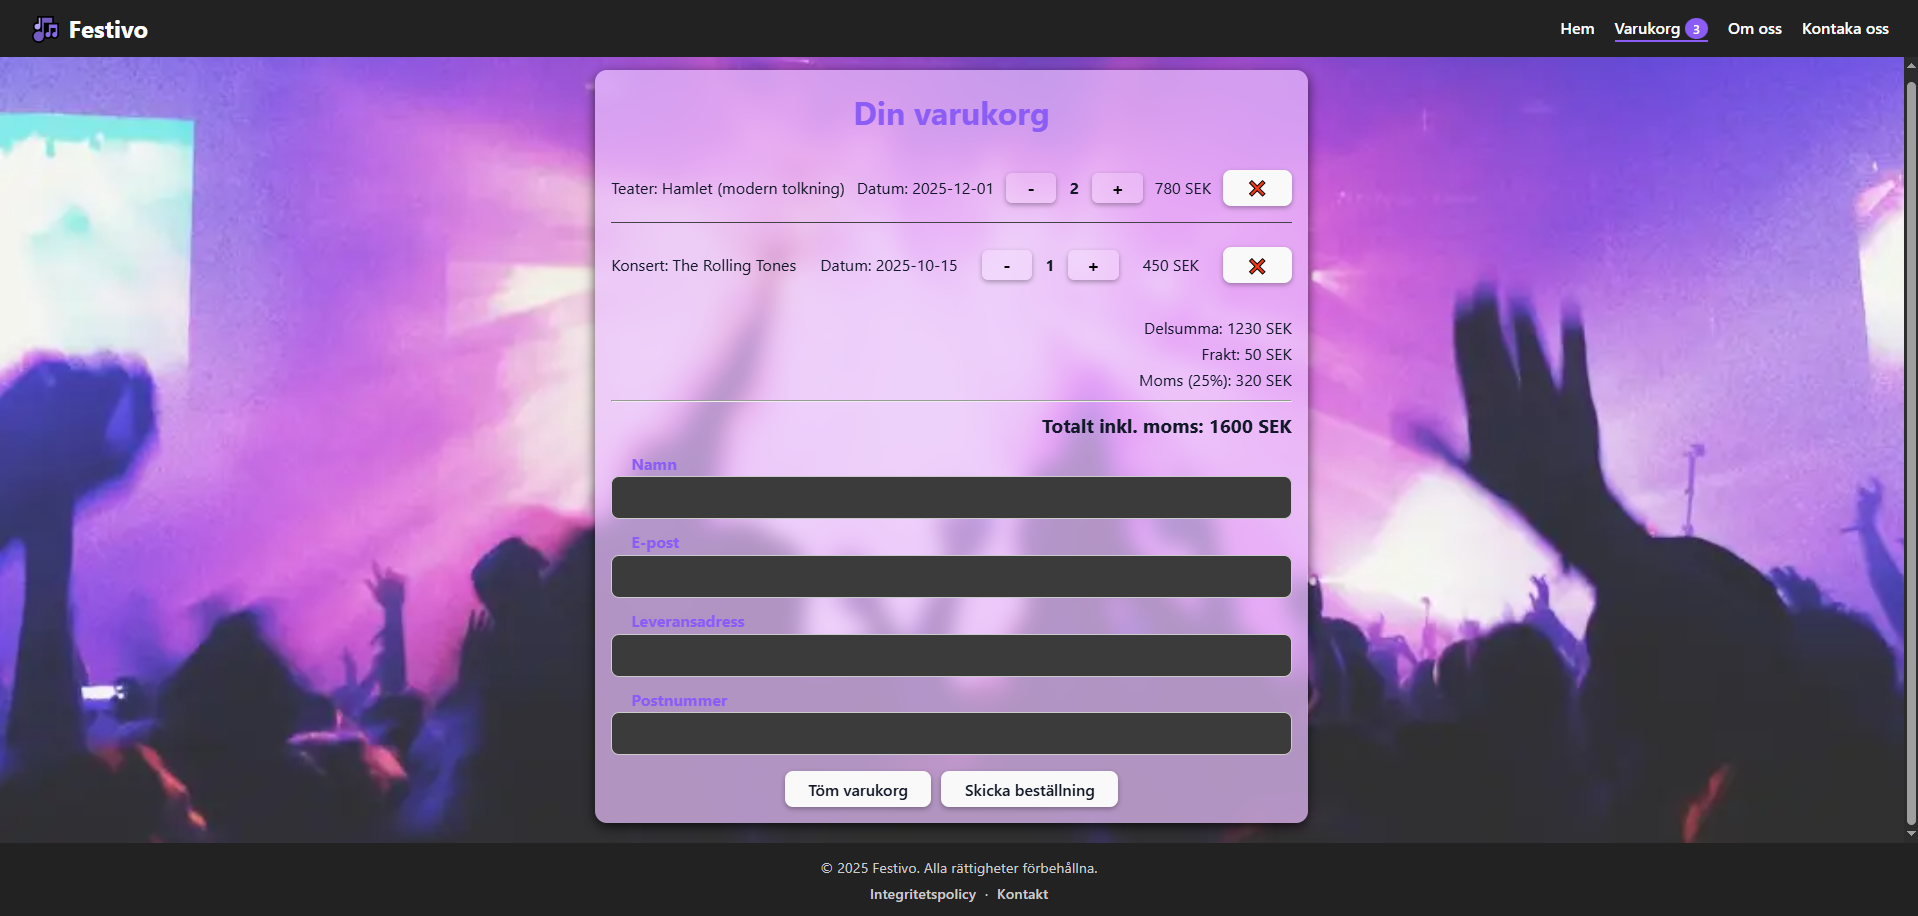 Festivo
Hem Varukorg 3 Om oss Kontaka oss
Din varukorg
Teater: Hamlet (modern tolkning) Datum: 2025-12-01 - 2 + 780 SEK
Konsert: The Rolling Tones Datum: 2025-10-15 - 1 + 450 SEK
Delsumma: 1230 SEK
Frakt: 50 SEK
Moms (25%): 320 SEK
Totalt inkl. moms: 1600 SEK
Namn
E-post
Leveransadress
Postnummer
Töm varukorg Skicka beställning
© 2025 Festivo. Alla rättigheter förbehållna.
Integritetspolicy · Kontakt